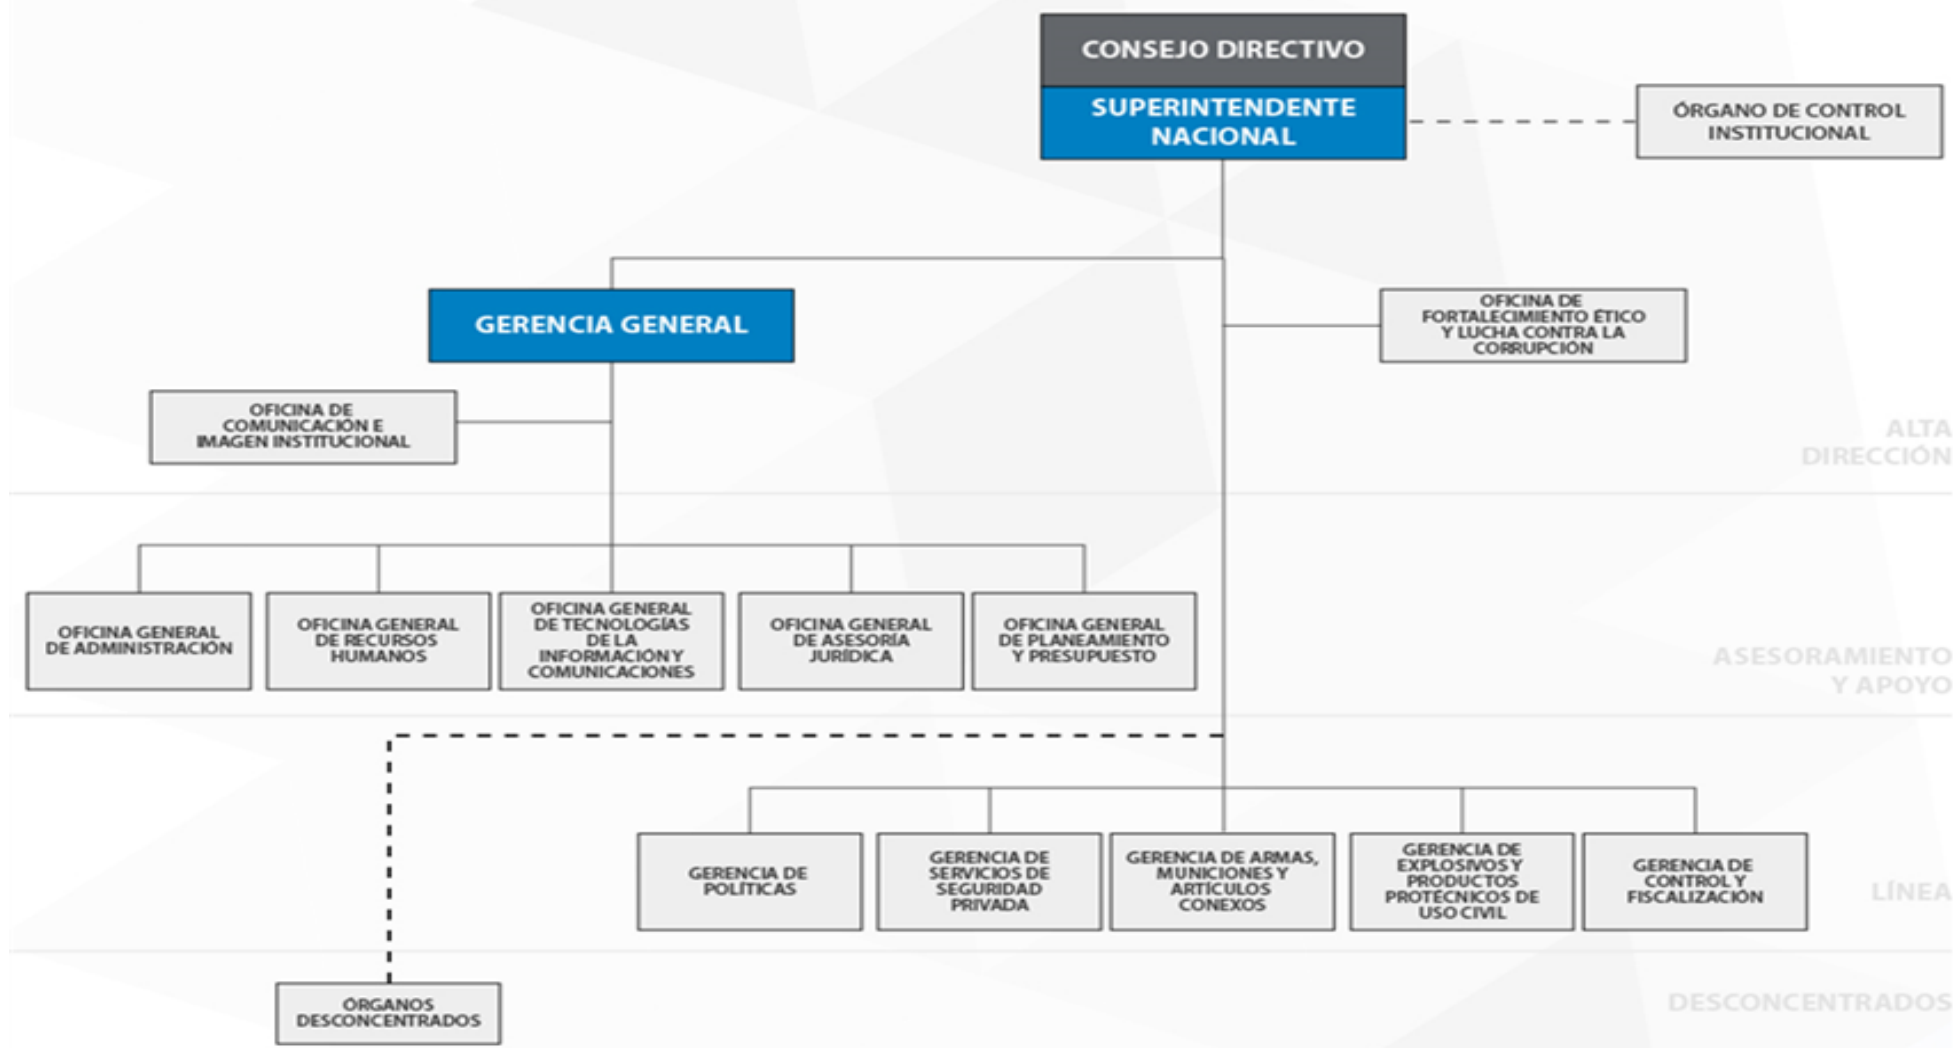 CONSEJO DIRECTIVO
SUPERINTENDENTE
NACIONAL
ÓRGANO DE CONTROL
INSTITUCIONAL
GERENCIA GENERAL
OFICINA DE
FORTALECIMIENTO ÉTICO
Y LUCHA CONTRA LA
CORRUPCIÓN
OFICINA DE
COMUNICACIÓN E
IMAGEN INSTITUCIONAL
ALTA
DIRECCIÓN
OFICINA GENERAL
DE ADMINISTRACIÓN
OFICINA GENERAL
DE RECURSOS
HUMANOS
OFICINA GENERAL
DE TECNOLOGÍAS
DE LA
INFORMACIÓN Y
COMUNICACIONES
OFICINA GENERAL
DE ASESORÍA
JURÍDICA
OFICINA GENERAL
DE PLANEAMIENTO
Y PRESUPUESTO
ASESORAMIENTO
Y APOYO
GERENCIA DE
POLÍTICAS
GERENCIA DE
SERVICIOS DE
SEGURIDAD
PRIVADA
GERENCIA DE ARMAS,
MUNICIONES Y
ARTÍCULOS
CONEXOS
GERENCIA DE
EXPLOSIVOS Y
PRODUCTOS
PROTÉCNICOS DE
USO CIVIL
GERENCIA DE
CONTROL Y
FISCALIZACIÓN
LÍNEA
ÓRGANOS
DESCONCENTRADOS
DESCONCENTRADOS